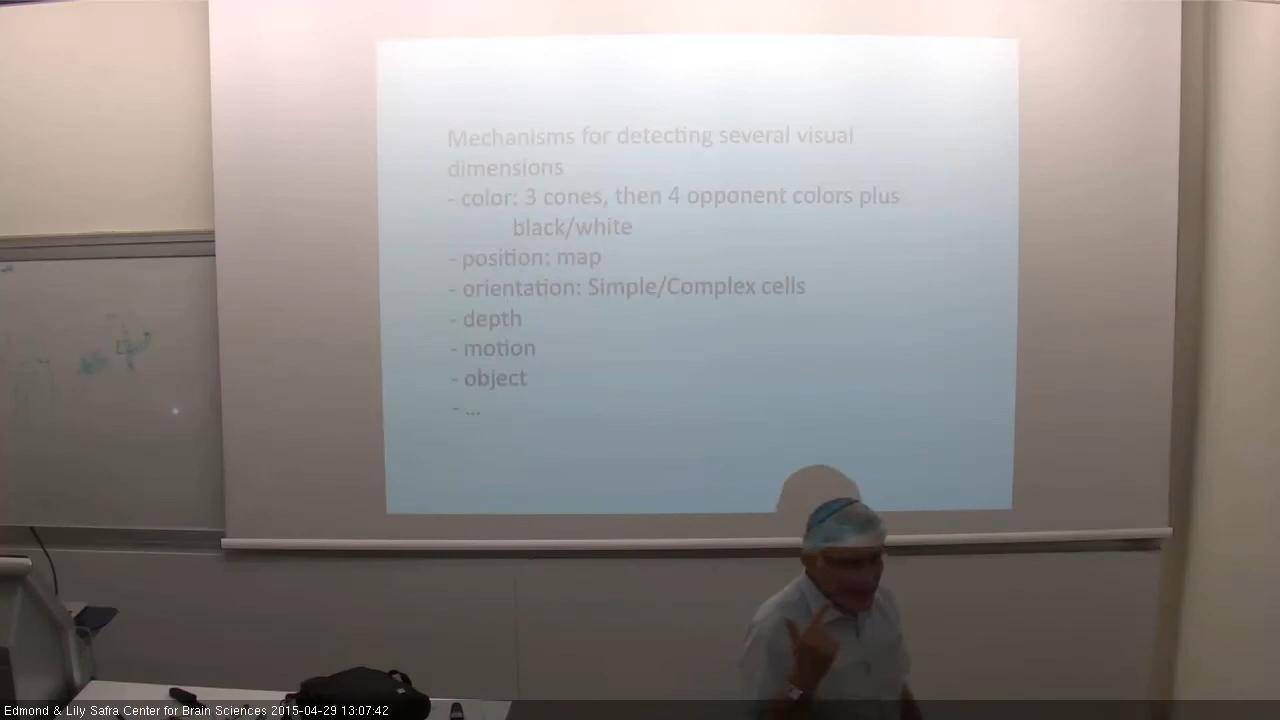 Mechanisms for detecting several visual
dimensions
- color: 3 cones, then 4 opponent colors plus
black/white
- position: map
- orientation: Simple/Complex cells
- depth
- motion
- object
- ...
Edmond & Lily Safra Center for Brain Sciences 2015-04-29 13:07:42